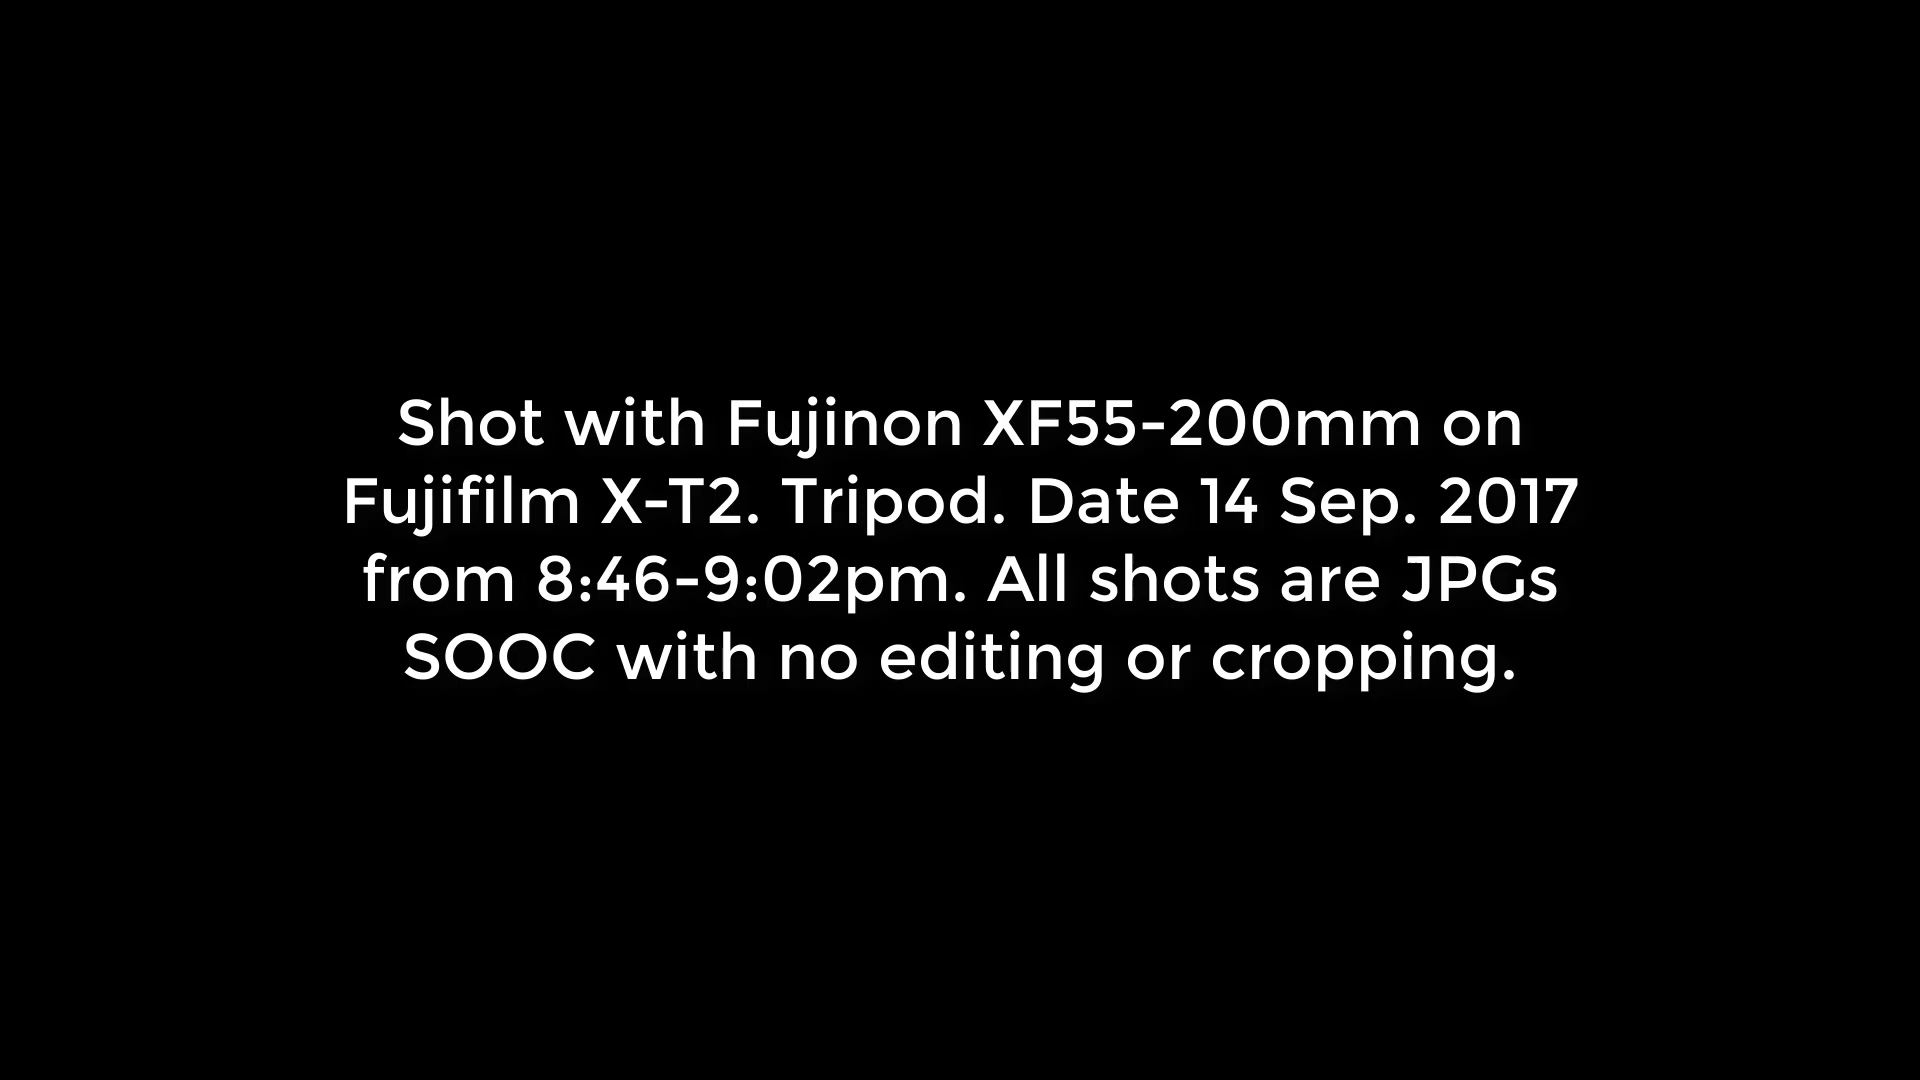 Shot with Fujinon XF55-200mm on
Fujifilm X-T2. Tripod. Date 14 Sep. 2017
from 8:46-9:02pm. All shots are JPGs
SOOC with no editing or cropping.